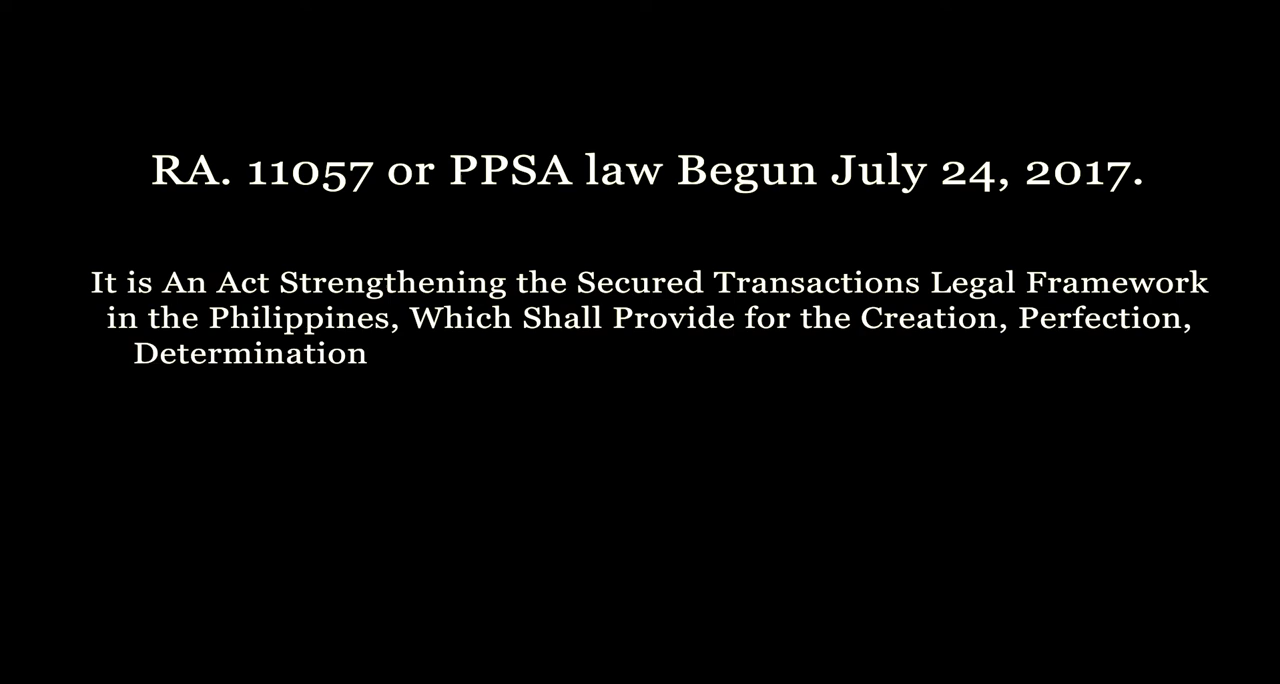 RA. 11057 or PPSA law Begun July 24, 2017.
It is An Act Strengthening the Secured Transactions Legal Framework
in the Philippines, Which Shall Provide for the Creation, Perfection,
Determination